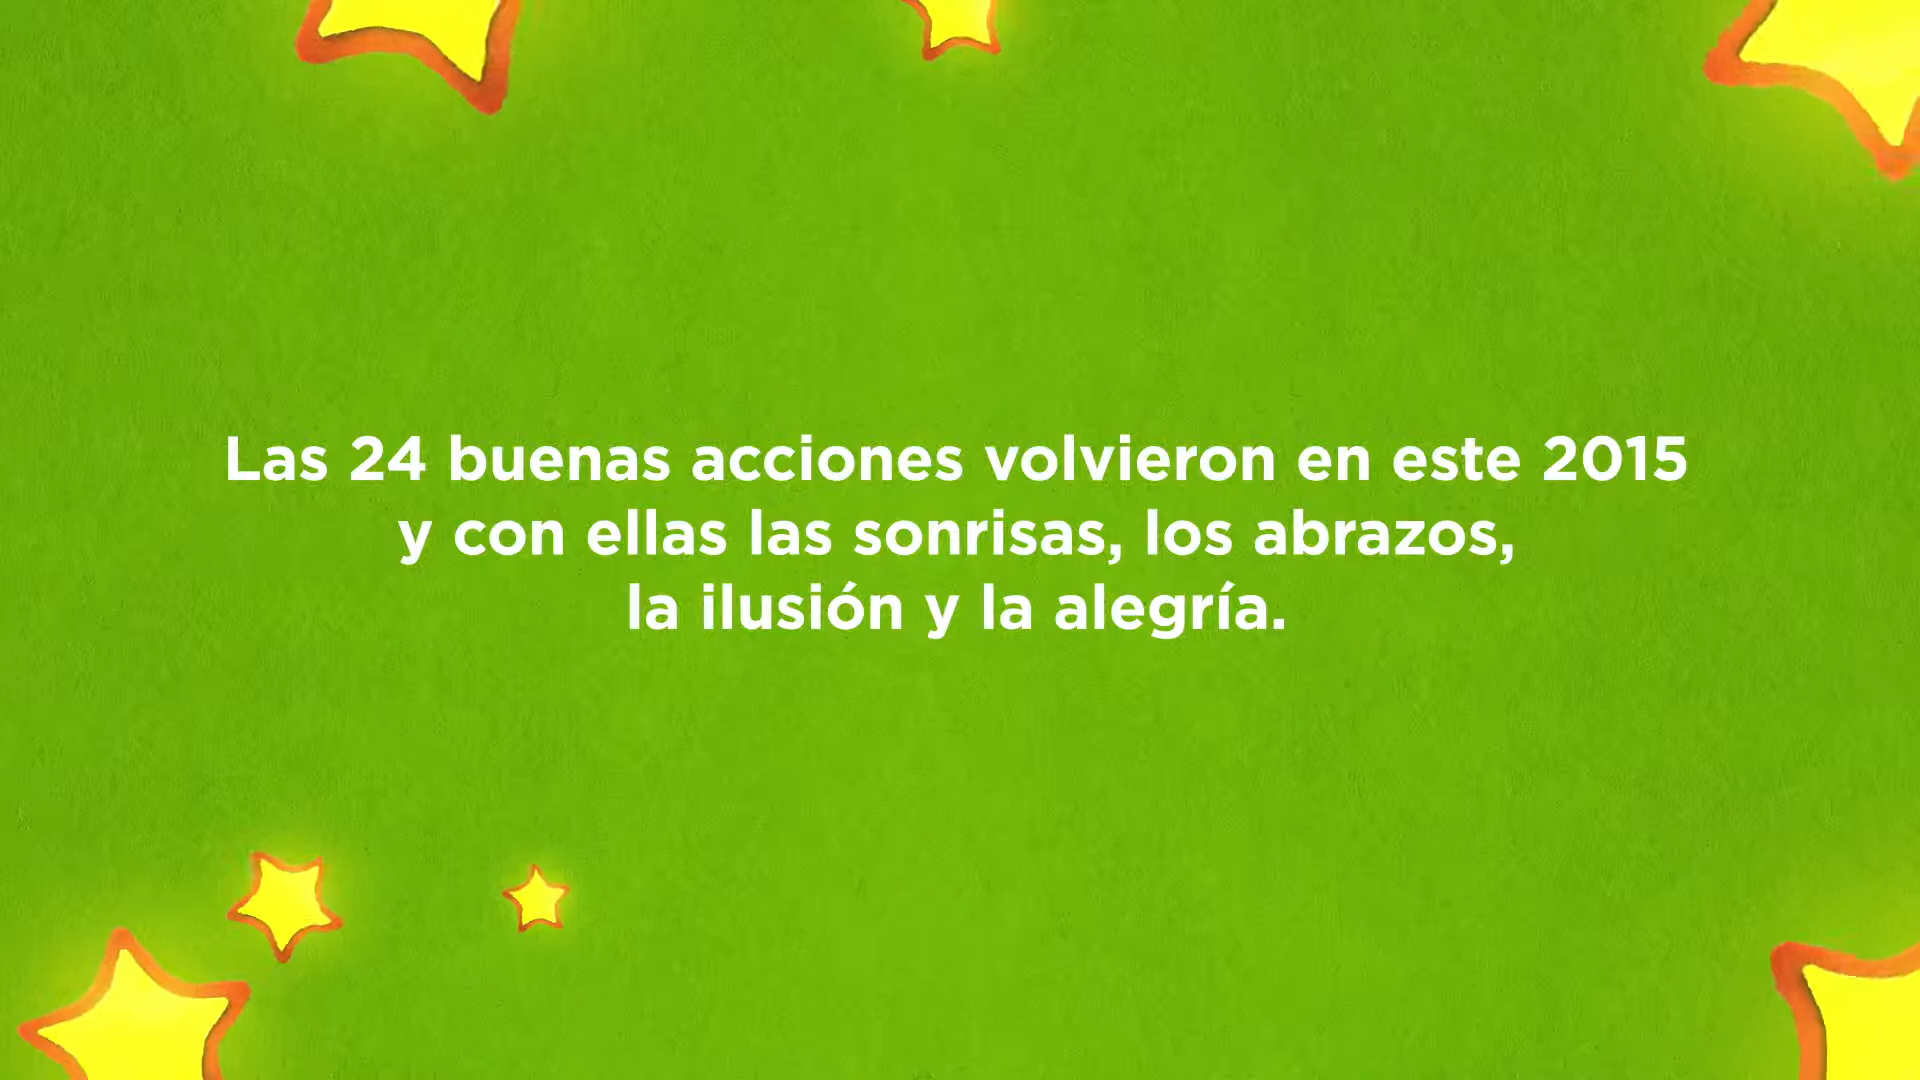 Las 24 buenas acciones volvieron en este 2015
y con ellas las sonrisas, los abrazos,
la ilusión y la alegría.